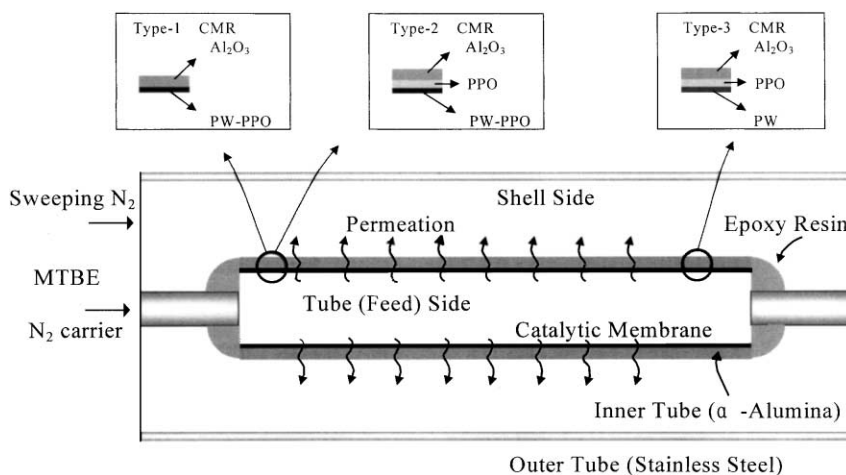 Type-1 CMR
Al₂O₃
PW-PPO
Type-2 CMR
Al₂O₃
PPO
PW-PPO
Type-3 CMR
Al₂O₃
PPO
PW
Sweeping N₂
Shell Side
Permeation
Epoxy Resin
MTBE
Tube (Feed) Side
N₂ carrier
Catalytic Membrane
Inner Tube (α -Alumina)
Outer Tube (Stainless Steel)